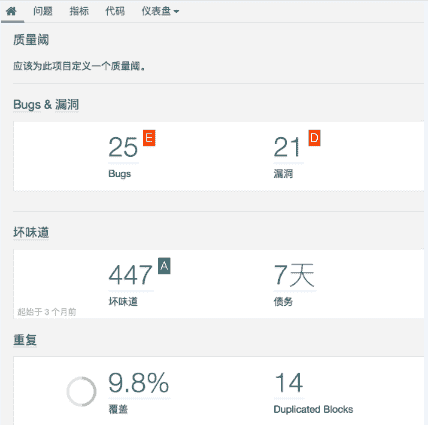 问题 指标 代码 仪表盘
质量阈
应该为此项目定义一个质量阈。
Bugs & 漏洞
25 E 21 D
Bugs 漏洞
坏味道
447 A 7天
坏味道 债务
起始于 3 个月前
重复
9.8% 14
覆盖 Duplicated Blocks